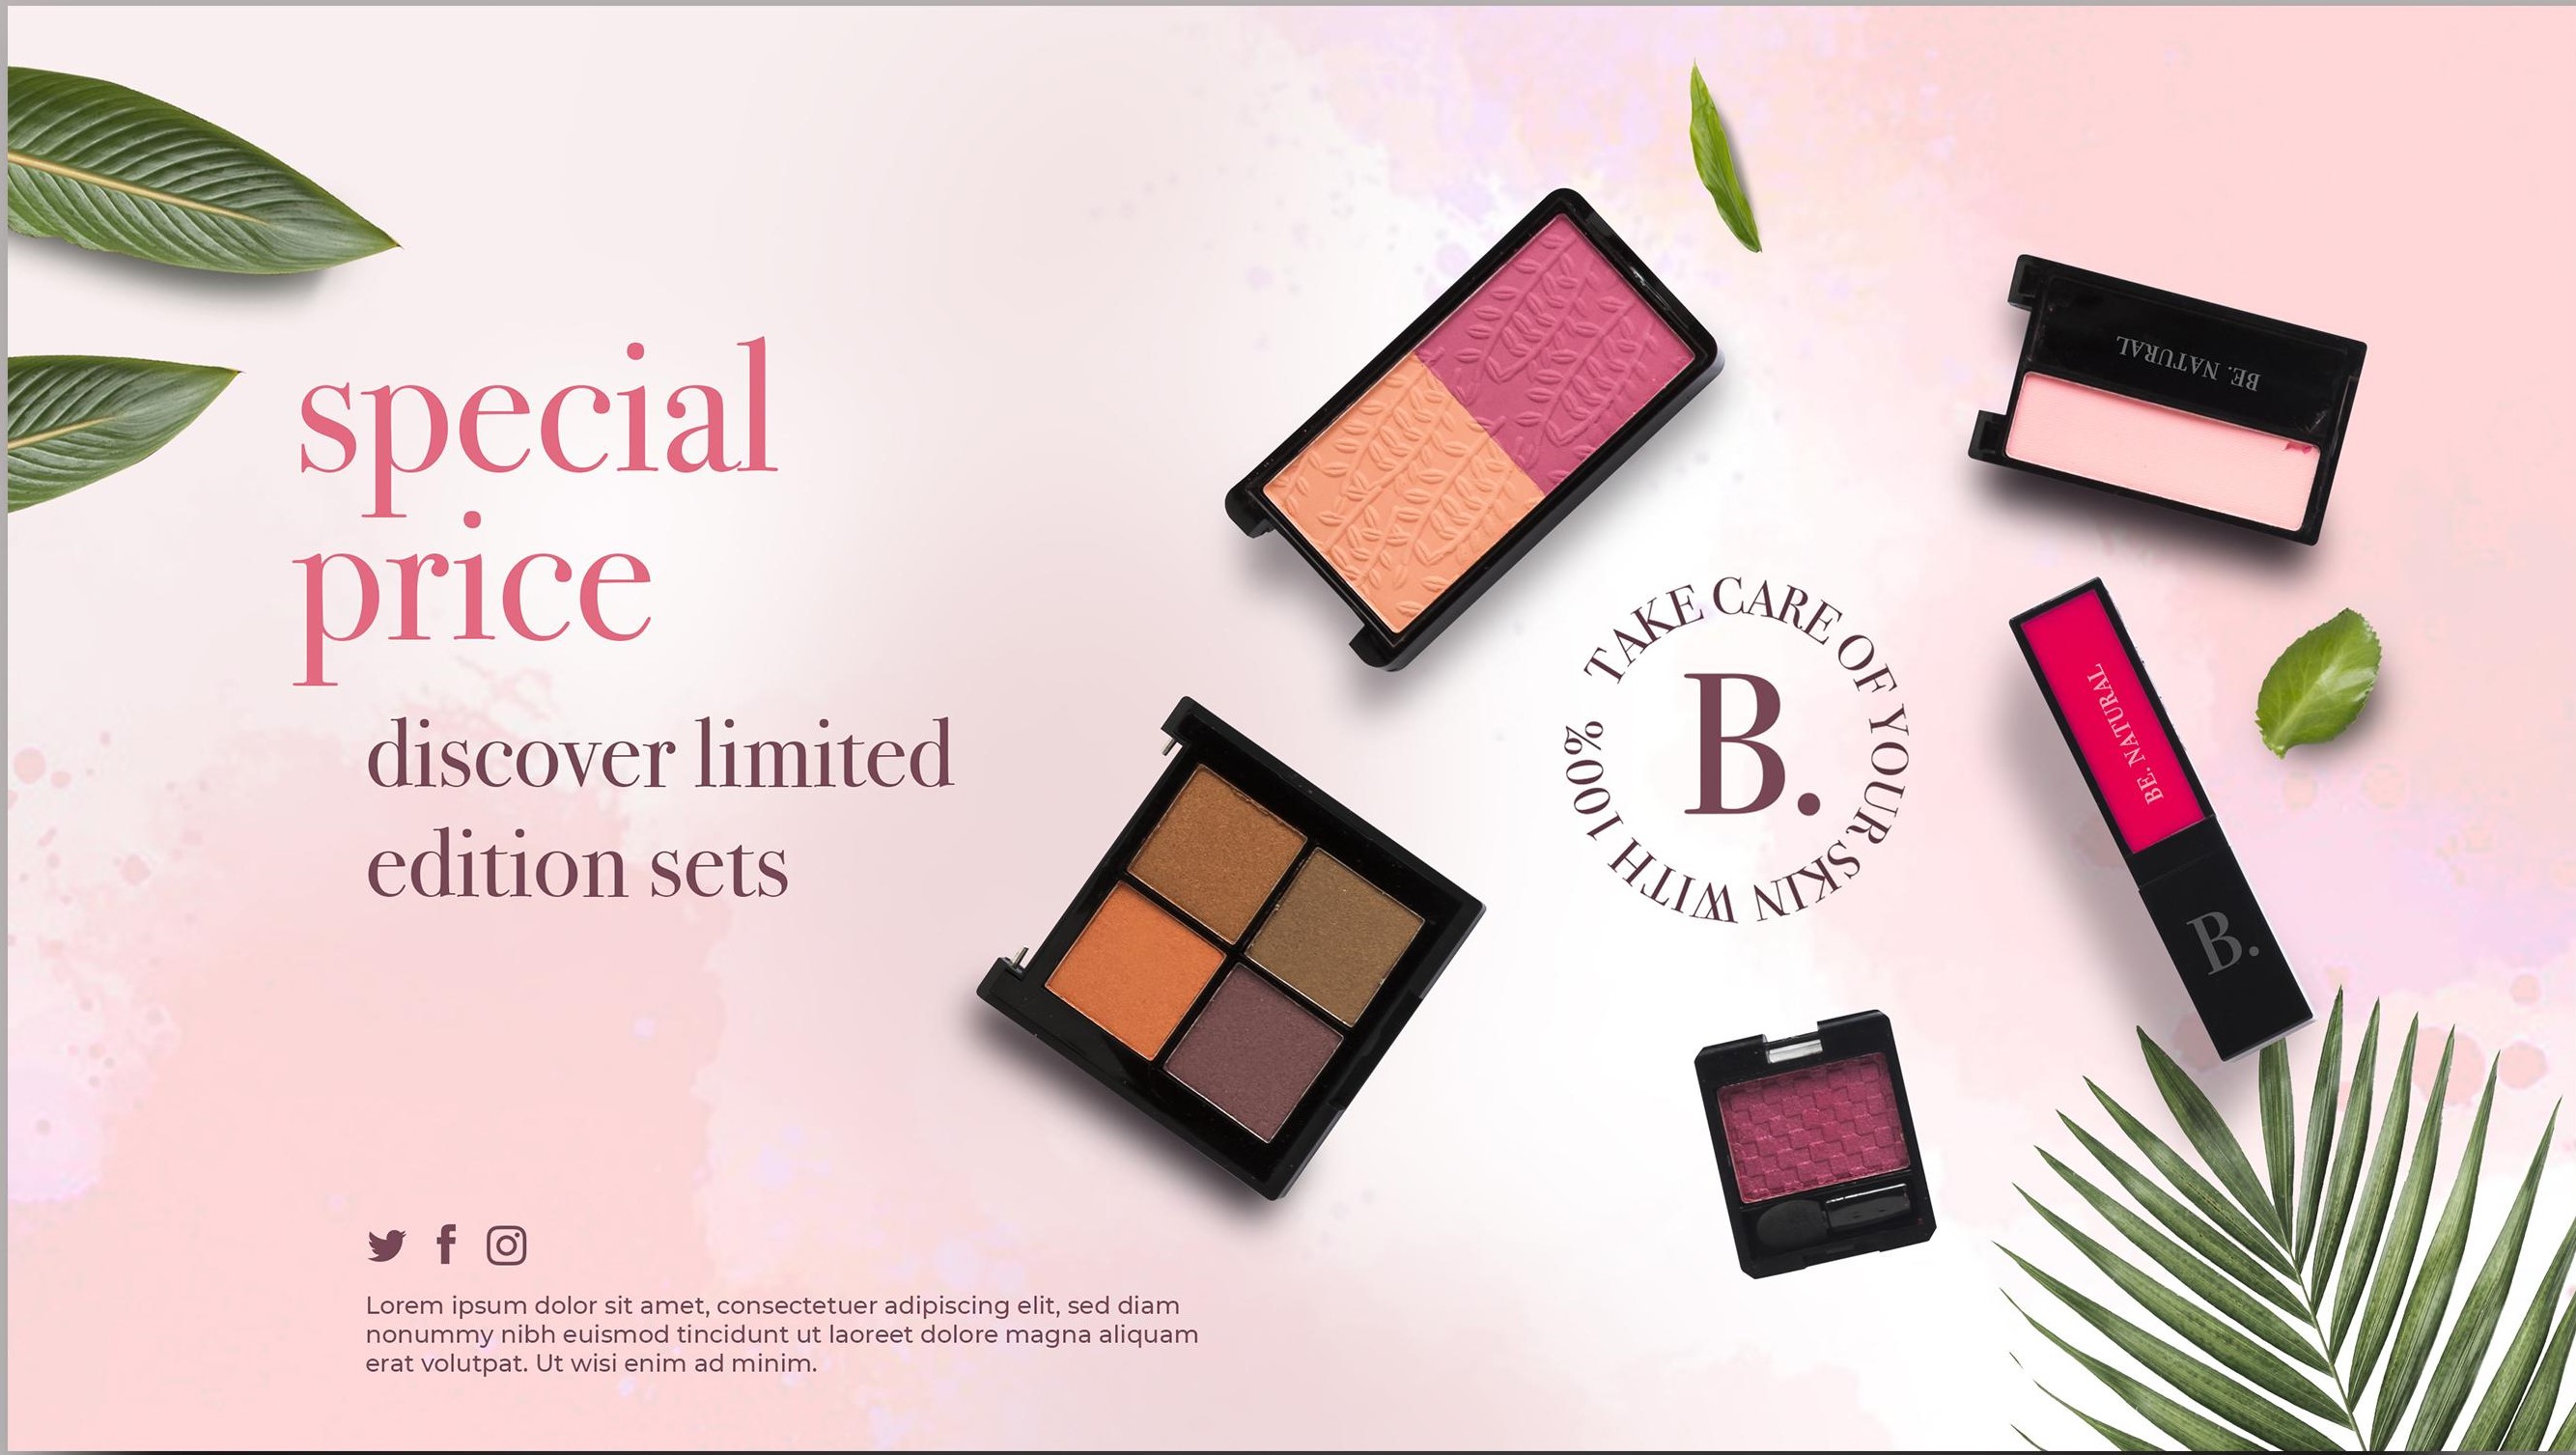 special
price
discover limited
edition sets
BE. NATURAL
TAKE CARE OF YOUR SKIN WITH 100%
B.
BE. NATURAL
B.
Lorem ipsum dolor sit amet, consectetuer adipiscing elit, sed diam
nonummy nibh euismod tincidunt ut laoreet dolore magna aliquam
erat volutpat. Ut wisi enim ad minim.